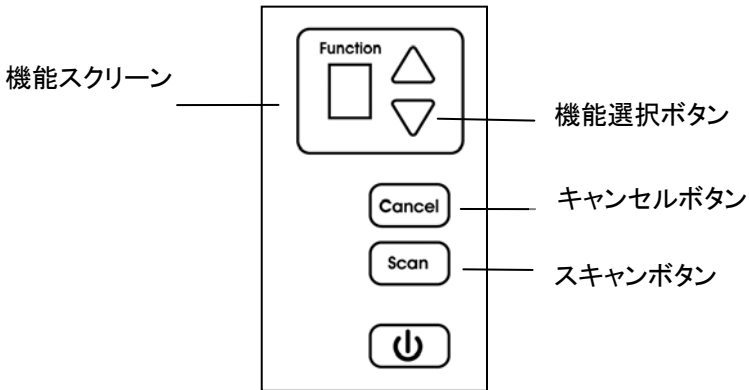 Function
機能スクリーン
機能選択ボタン
Cancel
キャンセルボタン
Scan
スキャンボタン